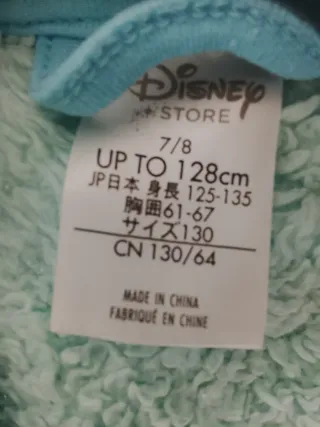 Disney
STORE
7/8
UP TO 128cm
JP日本 身長 125-135
胸囲61-67
サイズ130
CN 130/64
MADE IN CHINA
FABRIQUÉ EN CHINE